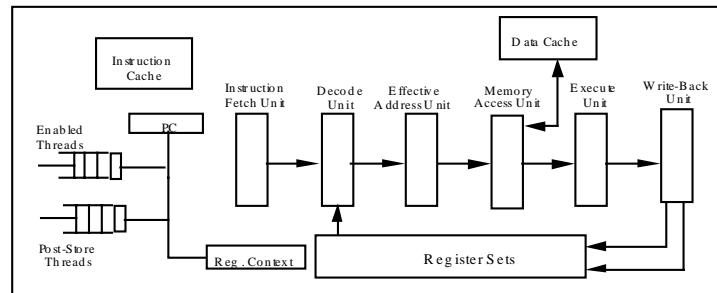 Data Cache
Instruction
Cache
Instruction
Fetch Unit
Decode
Unit
Effective
Address Unit
Memory
Access Unit
Execute
Unit
Write-Back
Unit
Enabled
Threads
PC
Post-Store
Threads
Reg. Context
Register Sets